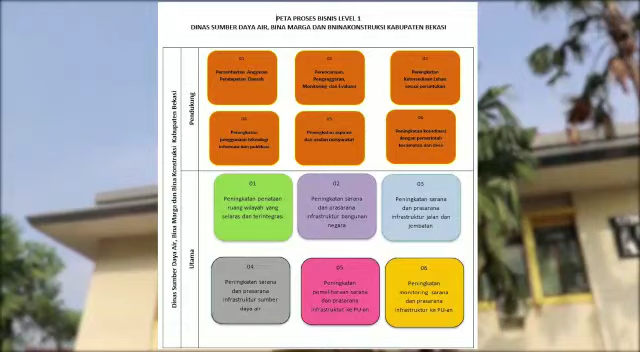 PETA PROSES BISNIS LEVEL 1
DINAS SUMBER DAYA AIR, BINA MARGA DAN BNINAKONSTRUKSI KABUPATEN BEKASI
Dinas Sumber Daya Air, Bina Marga dan Bina Konstruksi Kabupaten Bekasi
Pendukung
01
Pemanfaatan Anggaran
Pendapatan Daerah
02
Perencanaan,
Penganggaran,
Monitoring dan Evaluasi
03
Peningkatan
Ketersediaan Lahan
sesuai peruntukan
04
Peningkatan
penggunaan teknologi
informasi dan publikasi
05
Peningkatan aspirasi
dan usulan masyarakat
06
Peningkatan koordinasi
dengan pemerintah
kecamatan dan desa
Utama
01
Peningkatan penataan
ruang wilayah yang
selaras dan terintegrasi
02
Peningkatan sarana
dan prasarana
infrastruktur bangunan
negara
03
Peningkatan sarana
dan prasarana
infrastruktur jalan dan
jembatan
04
Peningkatan sarana
dan prasarana
infrastruktur sumber
daya air
05
Peningkatan
pemeliharaan sarana
dan prasarana
infrastruktur ke PU-an
06
Peningkatan
monitoring sarana
dan prasarana
infrastruktur ke PU-an